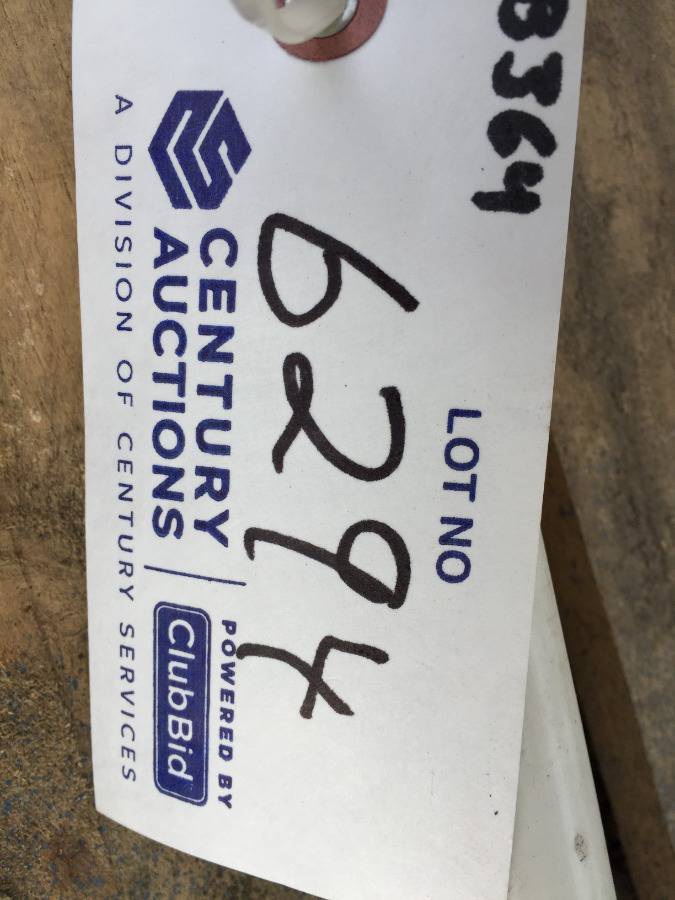 B364
LOT NO
6294
CENTURY
AUCTIONS
POWERED BY
ClubBid
A DIVISION OF CENTURY SERVICES